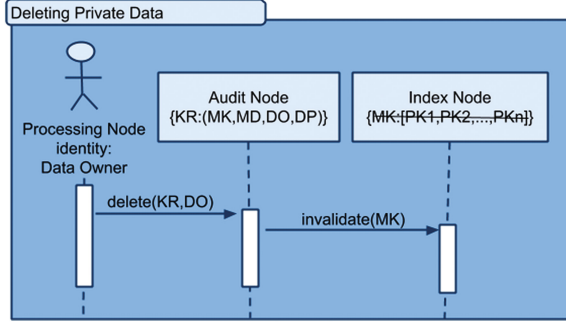 Deleting Private Data
Processing Node
identity:
Data Owner
Audit Node
{KR:(MK,MD,DO,DP)}
Index Node
{MK:[PK1,PK2,...,PKn]}
delete(KR,DO)
invalidate(MK)